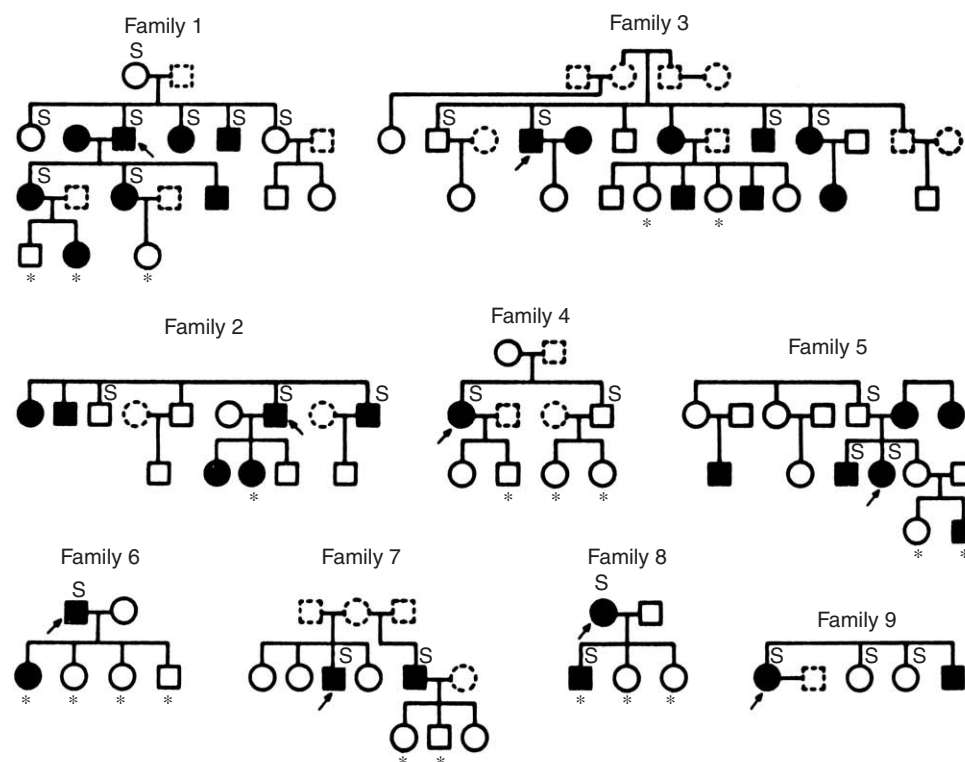 Family 1
Family 3
S
S S S S S
S S S S
S S
* *
* * *
Family 2
Family 4
Family 5
S S S
S S
S
S S
*
* * *
* *
Family 6
Family 7
Family 8
Family 9
S
S
S S
S S S
S
* * * *
* * *
* *